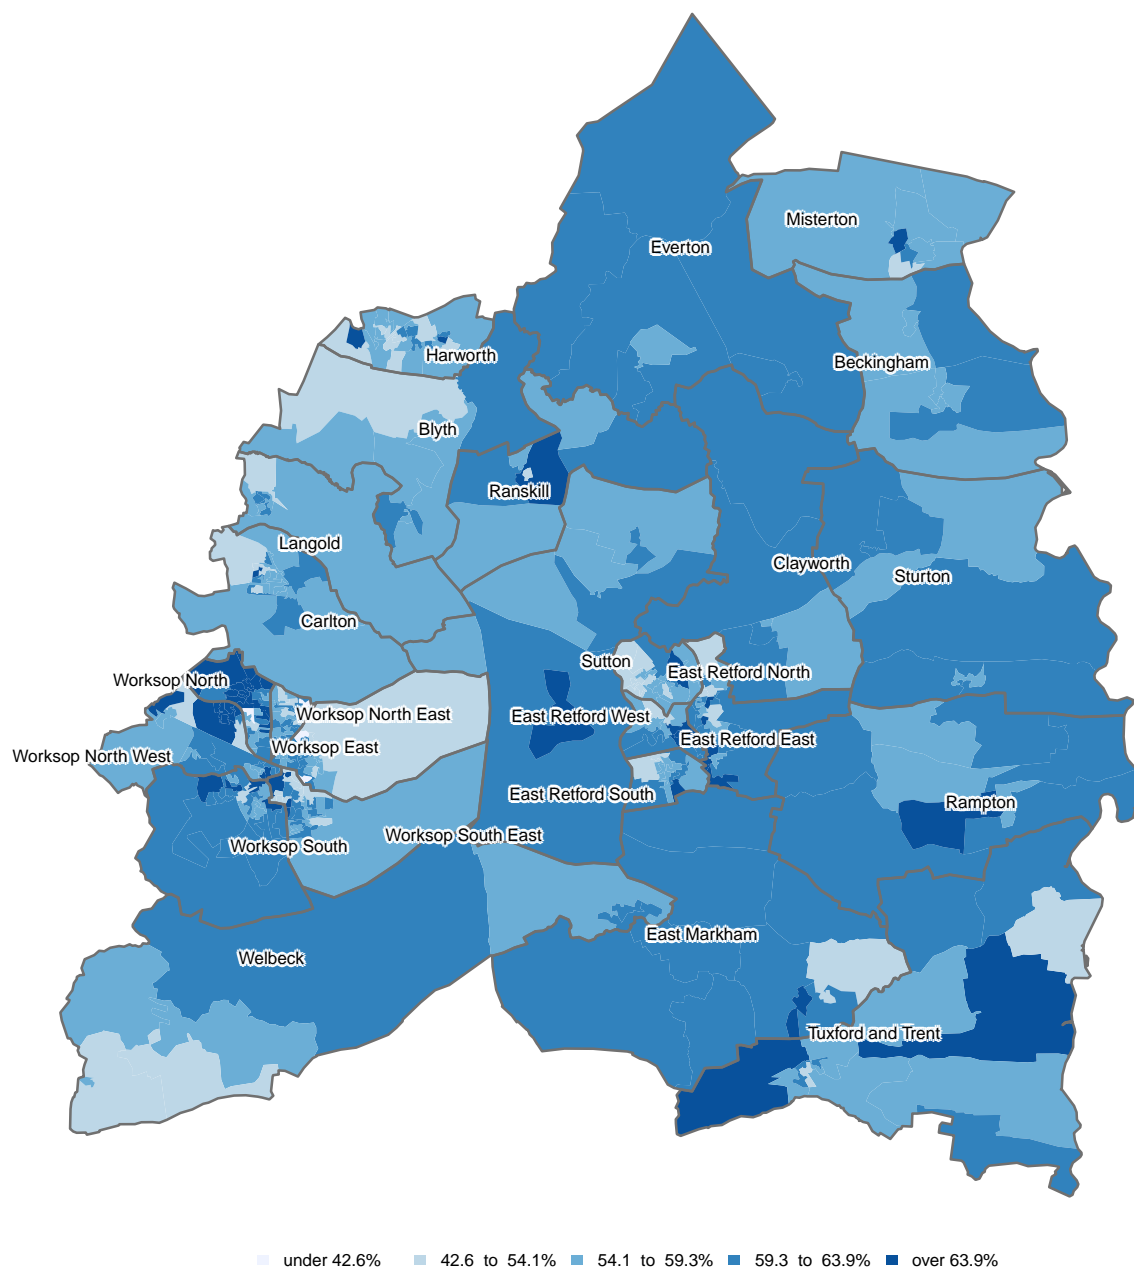 Misterton
Everton
Harworth
Beckingham
Blyth
Ranskill
Langold
Clayworth
Sturton
Carlton
Sutton
East Retford North
Worksop North
Worksop North East
East Retford West
East Retford East
Worksop East
Worksop North West
East Retford South
Rampton
Worksop South East
Worksop South
East Markham
Welbeck
Tuxford and Trent
under 42.6% 42.6 to 54.1% 54.1 to 59.3% 59.3 to 63.9% over 63.9%